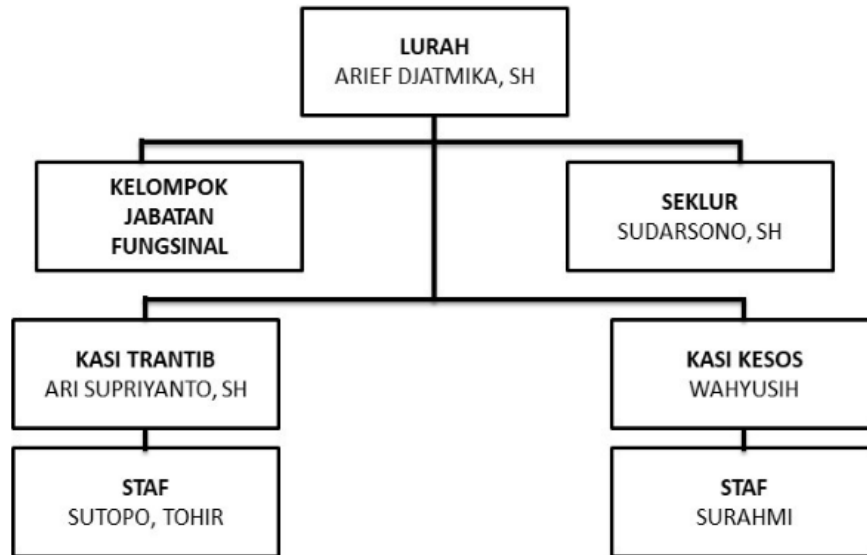 LURAH
ARIEF DJATMIKA, SH
KELOMPOK
JABATAN
FUNGSINAL
SEKLUR
SUDARSONO, SH
KASI TRANTIB
ARI SUPRIYANTO, SH
KASI KESOS
WAHYUSIH
STAF
SUTOPO, TOHIR
STAF
SURAHMI